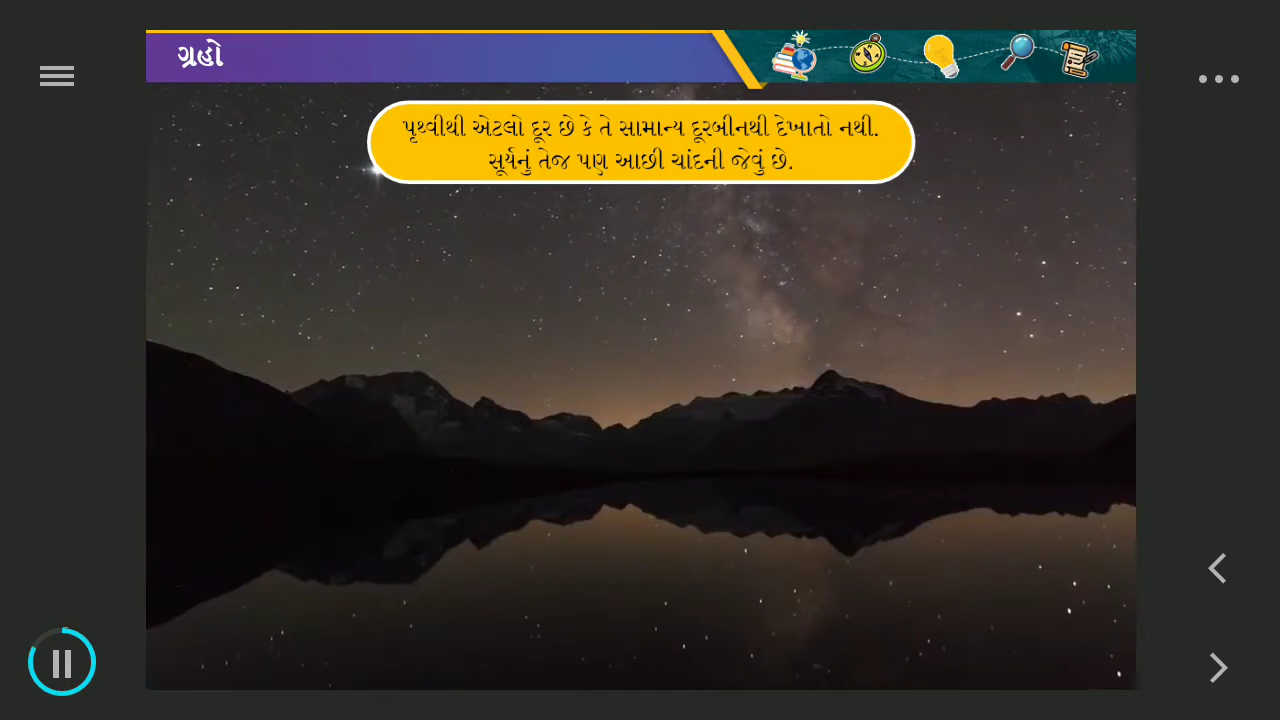 ગ્રહો
પૃથ્વીથી એટલો દૂર છે કે તે સામાન્ય દૂરબીનથી દેખાતો નથી.
સૂર્યનું તેજ પણ આછી ચાંદની જેવું છે.